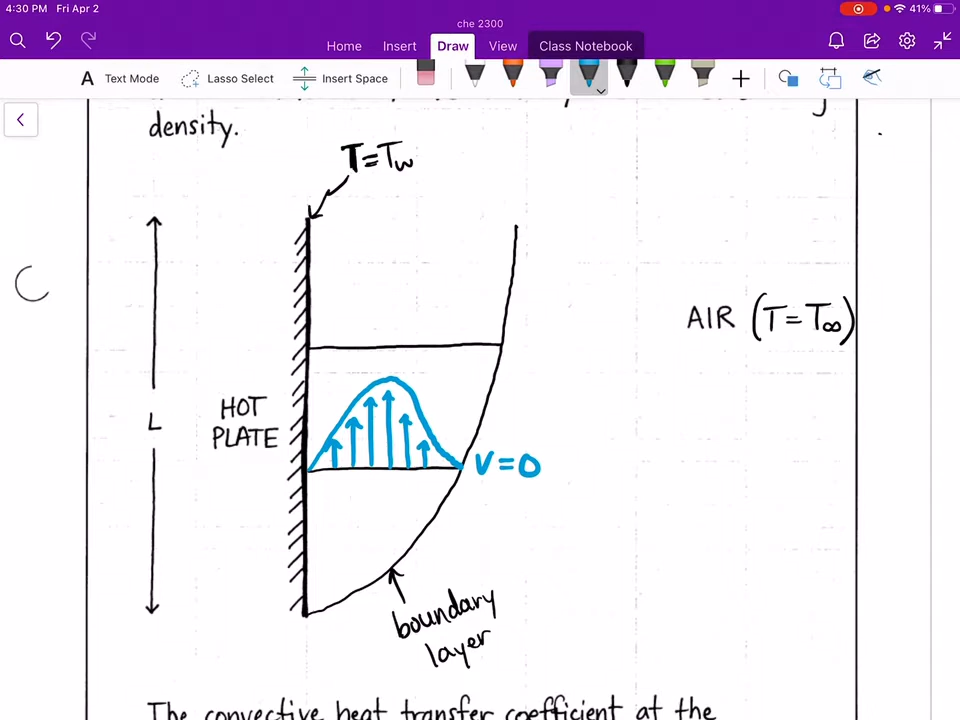 4:30 PM Fri Apr 2
41%
che 2300
Home Insert Draw View Class Notebook
A Text Mode Lasso Select Insert Space
density.
T=Tw
AIR (T=T∞)
L
HOT
PLATE
V=0
boundary
layer
The convective heat transfer coefficient at the